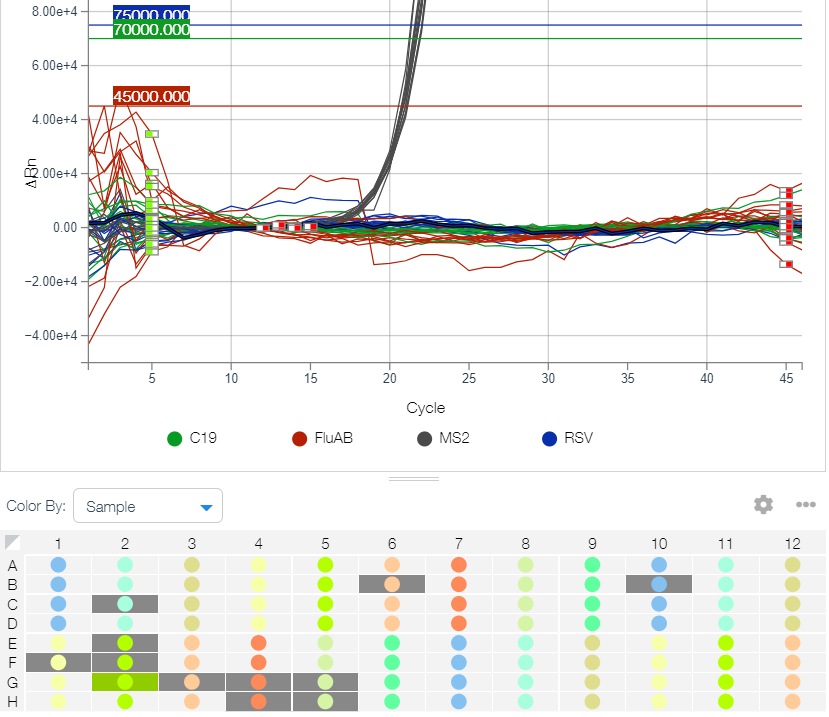 8.00e+4
75000.000
70000.000
6.00e+4
45000.000
4.00e+4
2.00e+4
ΔRn
0.00
−2.00e+4
−4.00e+4
5 10 15 20 25 30 35 40 45
Cycle
C19 FluAB MS2 RSV
Color By: Sample
1 2 3 4 5 6 7 8 9 10 11 12
A
B
C
D
E
F
G
H